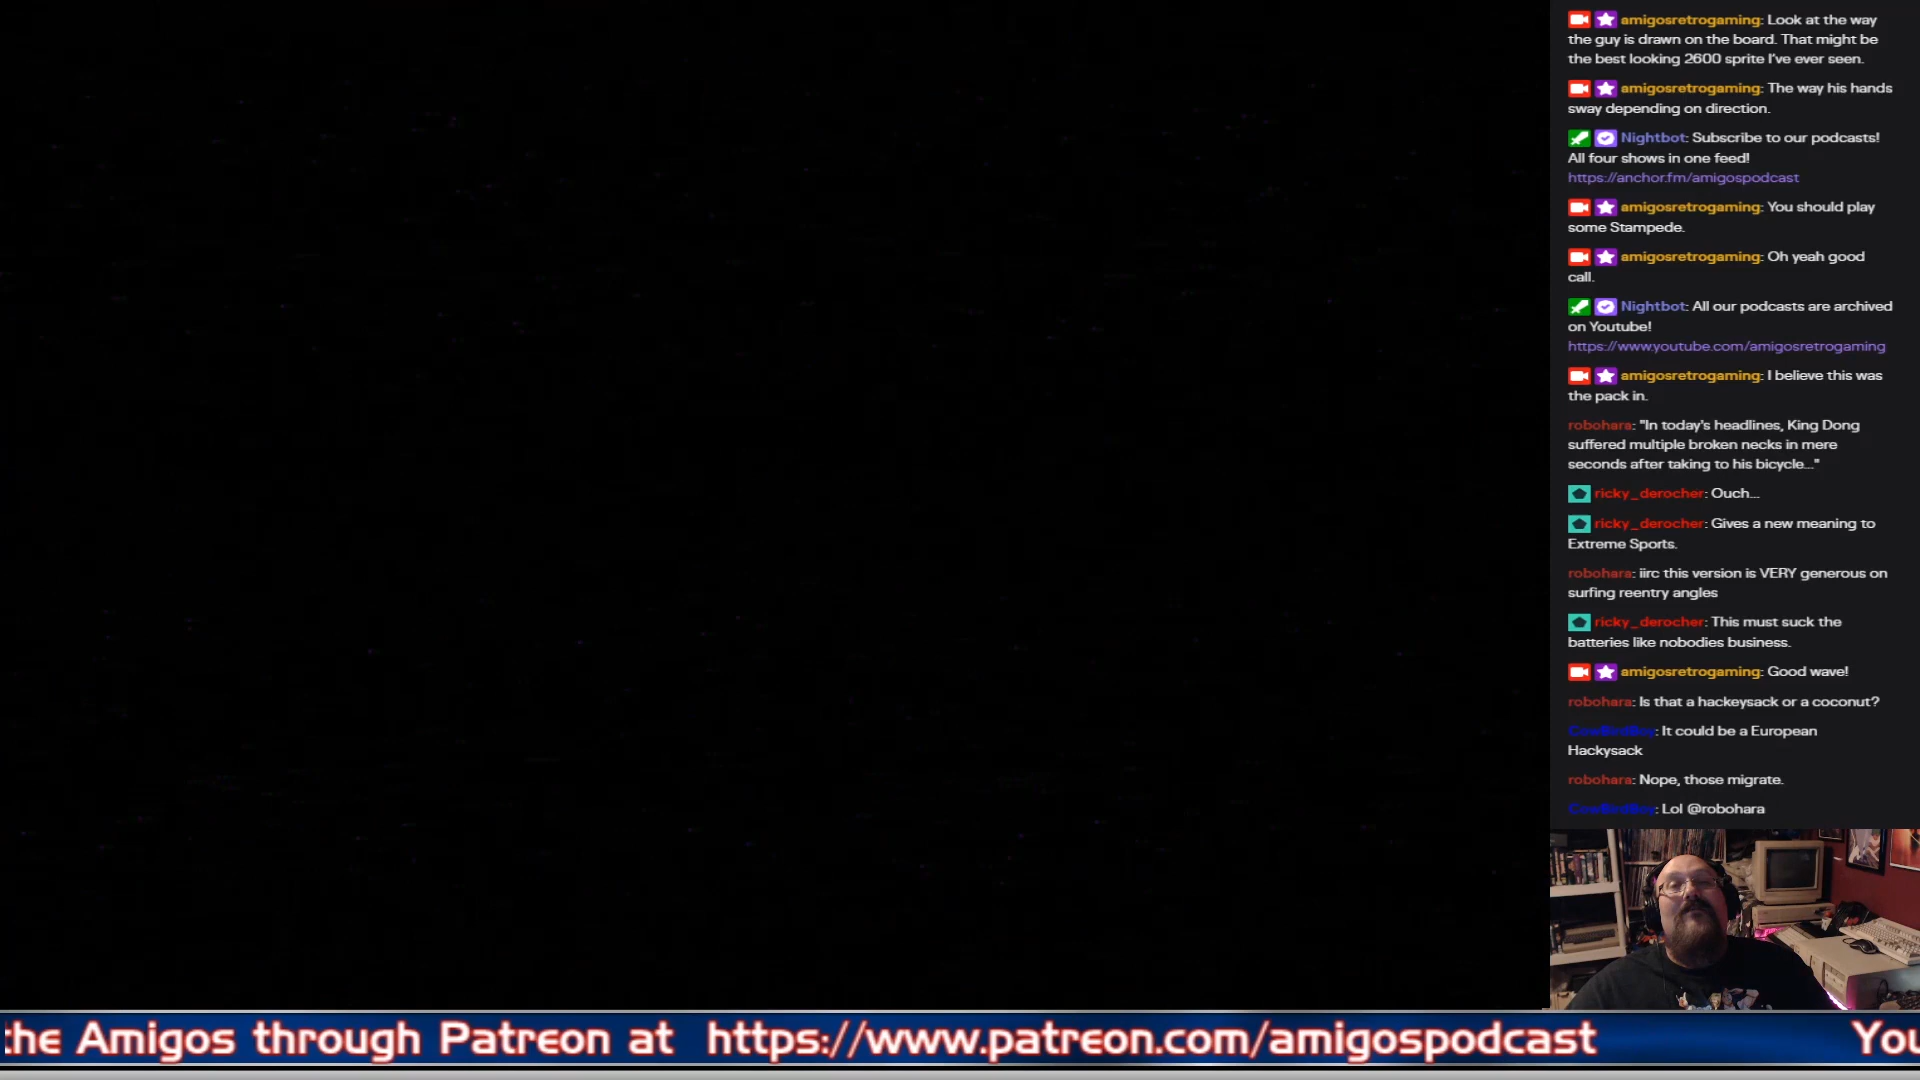 amigosretrogaming: Look at the way
the guy is drawn on the board. That might be
the best looking 2600 sprite I've ever seen.
amigosretrogaming: The way his hands
sway depending on direction.
Nightbot: Subscribe to our podcasts!
All four shows in one feed!
https://anchor.fm/amigospodcast
amigosretrogaming: You should play
some Stampede.
amigosretrogaming: Oh yeah good
call.
Nightbot: All our podcasts are archived
on Youtube!
https://www.youtube.com/amigosretrogaming
amigosretrogaming: I believe this was
the pack in.
robohara: "In today's headlines, King Dong
suffered multiple broken necks in mere
seconds after taking to his bicycle..."
ricky_derocher: Ouch...
ricky_derocher: Gives a new meaning to
Extreme Sports.
robohara: iirc this version is VERY generous on
surfing reentry angles
ricky_derocher: This must suck the
batteries like nobodies business.
amigosretrogaming: Good wave!
robohara: Is that a hackeysack or a coconut?
: It could be a European
Hackysack
robohara: Nope, those migrate.
: Lol @robohara
the Amigos through Patreon at https://www.patreon.com/amigospodcast You